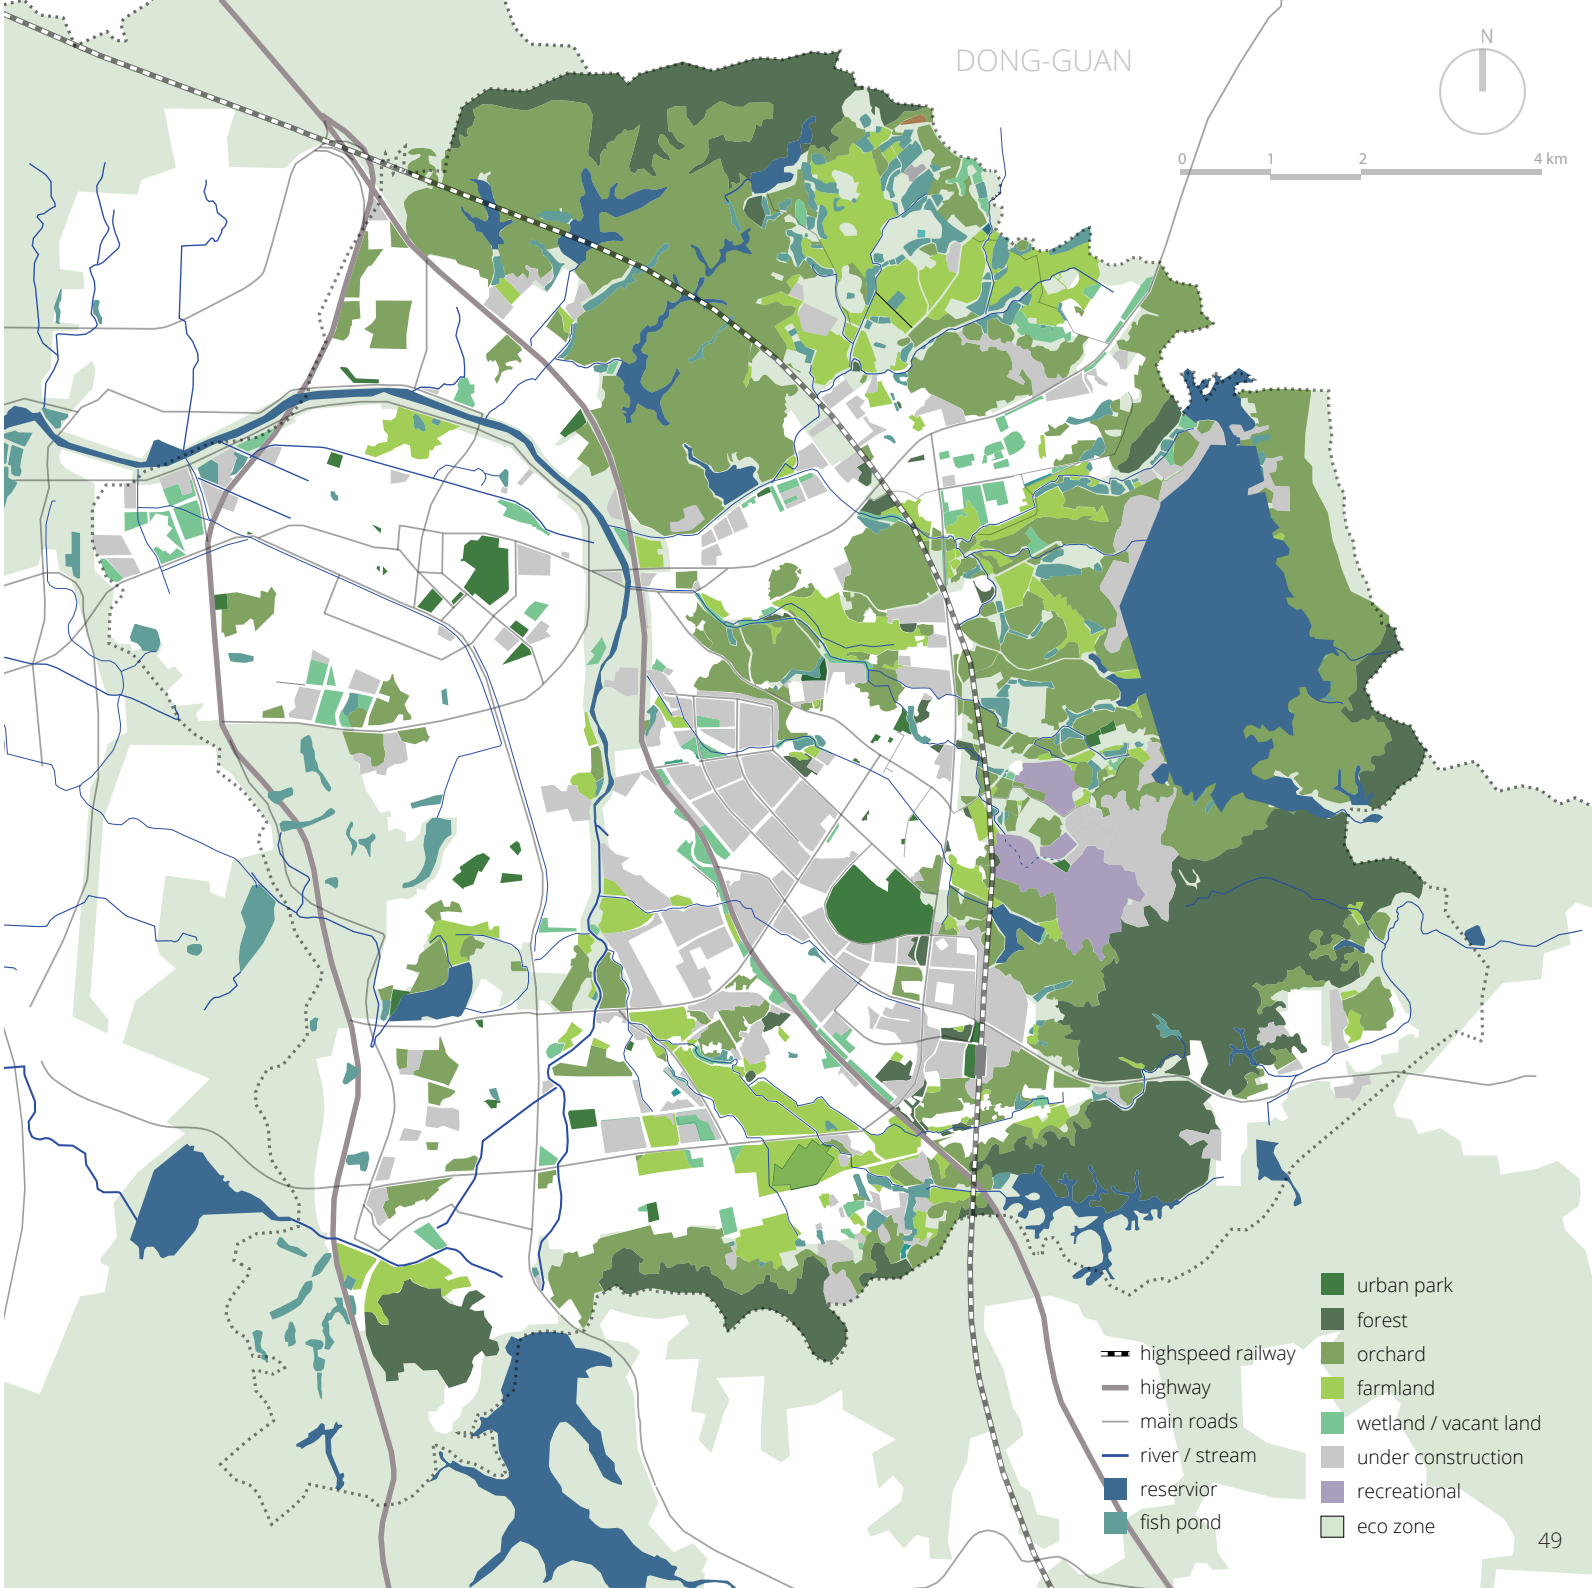 DONG-GUAN
N
0 1 2 4 km
highspeed railway
highway
main roads
river / stream
reservior
fish pond
urban park
forest
orchard
farmland
wetland / vacant land
under construction
recreational
eco zone
49